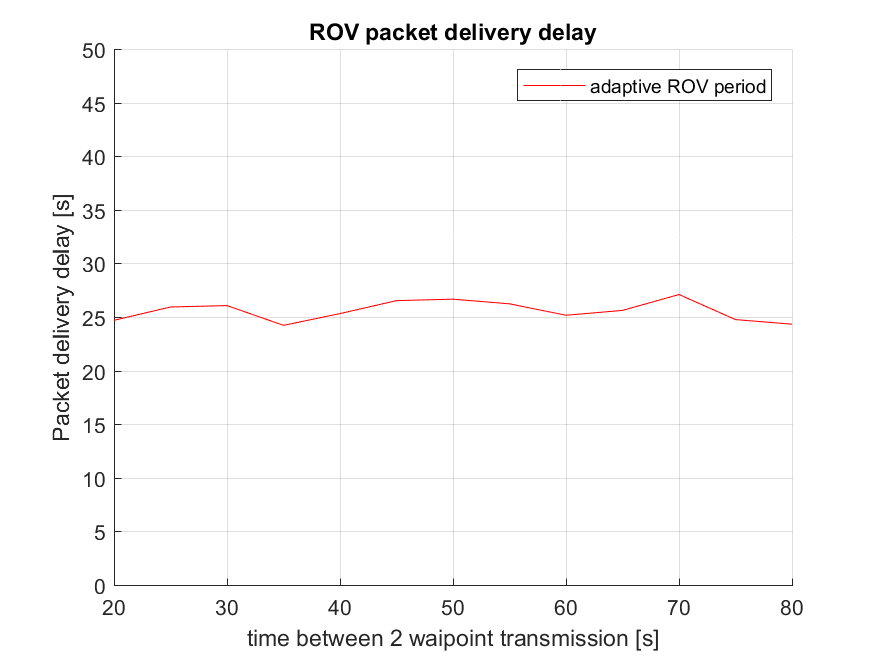 ROV packet delivery delay
adaptive ROV period
Packet delivery delay [s]
50
45
40
35
30
25
20
15
10
5
0
20 30 40 50 60 70 80
time between 2 waipoint transmission [s]